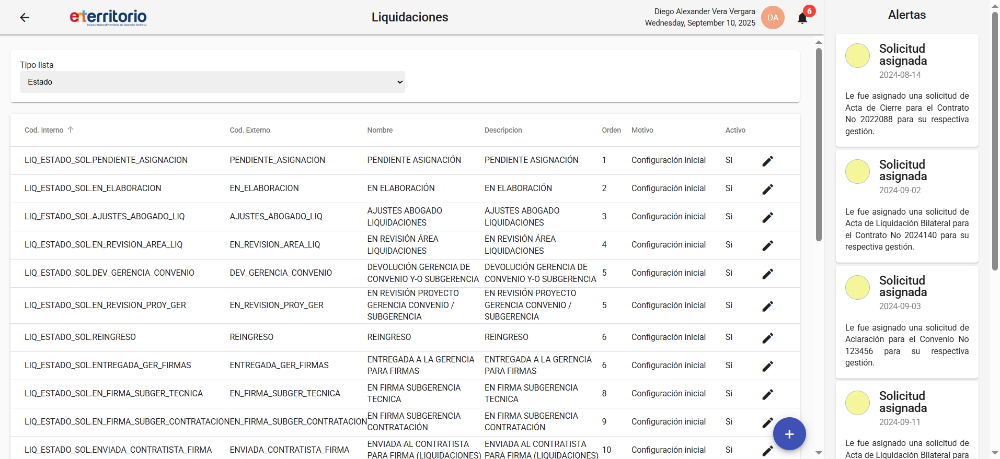 enterritorio
Empresa Nacional Promotora del Desarrollo Territorial
Liquidaciones
Diego Alexander Vera Vergara
Wednesday, September 10, 2025
DA
6
Tipo lista
Estado
Cod. Interno Cod. Externo Nombre Descripcion Orden Motivo Activo
LIQ_ESTADO_SOL.PENDIENTE_ASIGNACION PENDIENTE_ASIGNACION PENDIENTE ASIGNACIÓN PENDIENTE ASIGNACIÓN 1 Configuración inicial Si
LIQ_ESTADO_SOL.EN_ELABORACION EN_ELABORACION EN ELABORACIÓN EN ELABORACIÓN 2 Configuración inicial Si
LIQ_ESTADO_SOL.AJUSTES_ABOGADO_LIQ AJUSTES_ABOGADO_LIQ AJUSTES ABOGADO AJUSTES ABOGADO 3 Configuración inicial Si
LIQUIDACIONES LIQUIDACIONES
LIQ_ESTADO_SOL.EN_REVISION_AREA_LIQ EN_REVISION_AREA_LIQ EN REVISIÓN ÁREA EN REVISIÓN ÁREA 4 Configuración inicial Si
LIQUIDACIONES LIQUIDACIONES
LIQ_ESTADO_SOL.DEV_GERENCIA_CONVENIO DEV_GERENCIA_CONVENIO DEVOLUCIÓN GERENCIA DE DEVOLUCIÓN GERENCIA DE 5 Configuración inicial Si
CONVENIO Y-O SUBGERENCIA CONVENIO Y-O SUBGERENCIA
EN REVISIÓN PROYECTO EN REVISIÓN PROYECTO
LIQ_ESTADO_SOL.EN_REVISION_PROY_GER EN_REVISION_PROY_GER GERENCIA CONVENIO / GERENCIA CONVENIO / 5 Configuración inicial Si
SUBGERENCIA SUBGERENCIA
LIQ_ESTADO_SOL.REINGRESO REINGRESO REINGRESO REINGRESO 6 Configuración inicial Si
LIQ_ESTADO_SOL.ENTREGADA_GER_FIRMAS ENTREGADA_GER_FIRMAS ENTREGADA A LA GERENCIA ENTREGADA A LA GERENCIA 6 Configuración inicial Si
PARA FIRMAS PARA FIRMAS
LIQ_ESTADO_SOL.EN_FIRMA_SUBGER_TECNICA EN_FIRMA_SUBGER_TECNICA EN FIRMA SUBGERENCIA EN FIRMA SUBGERENCIA 8 Configuración inicial Si
TECNICA TECNICA
LIQ_ESTADO_SOL.EN_FIRMA_SUBGER_CONTRATACION EN_FIRMA_SUBGER_CONTRATACION EN FIRMA SUBGERENCIA EN FIRMA SUBGERENCIA 9 Configuración inicial Si
CONTRATACIÓN CONTRATACIÓN
LIQ_ESTADO_SOL.ENVIADA_CONTRATISTA_FIRMA ENVIADA_CONTRATISTA_FIRMA ENVIADA AL CONTRATISTA ENVIADA AL CONTRATISTA 10 Configuración inicial Si
PARA FIRMA (LIQUIDACIONES) PARA FIRMA (LIQUIDACIONES)
+
Alertas
Solicitud
asignada
2024-08-14
Le fue asignado una solicitud de
Acta de Cierre para el Contrato
No 2022088 para su respectiva
gestión.
Solicitud
asignada
2024-09-02
Le fue asignado una solicitud de
Acta de Liquidación Bilateral para
el Contrato No 2024140 para su
respectiva gestión.
Solicitud
asignada
2024-09-03
Le fue asignado una solicitud de
Aclaración para el Convenio No
123456 para su respectiva
gestión.
Solicitud
asignada
2024-09-11
Le fue asignado una solicitud de
Acta de Liquidación Bilateral para